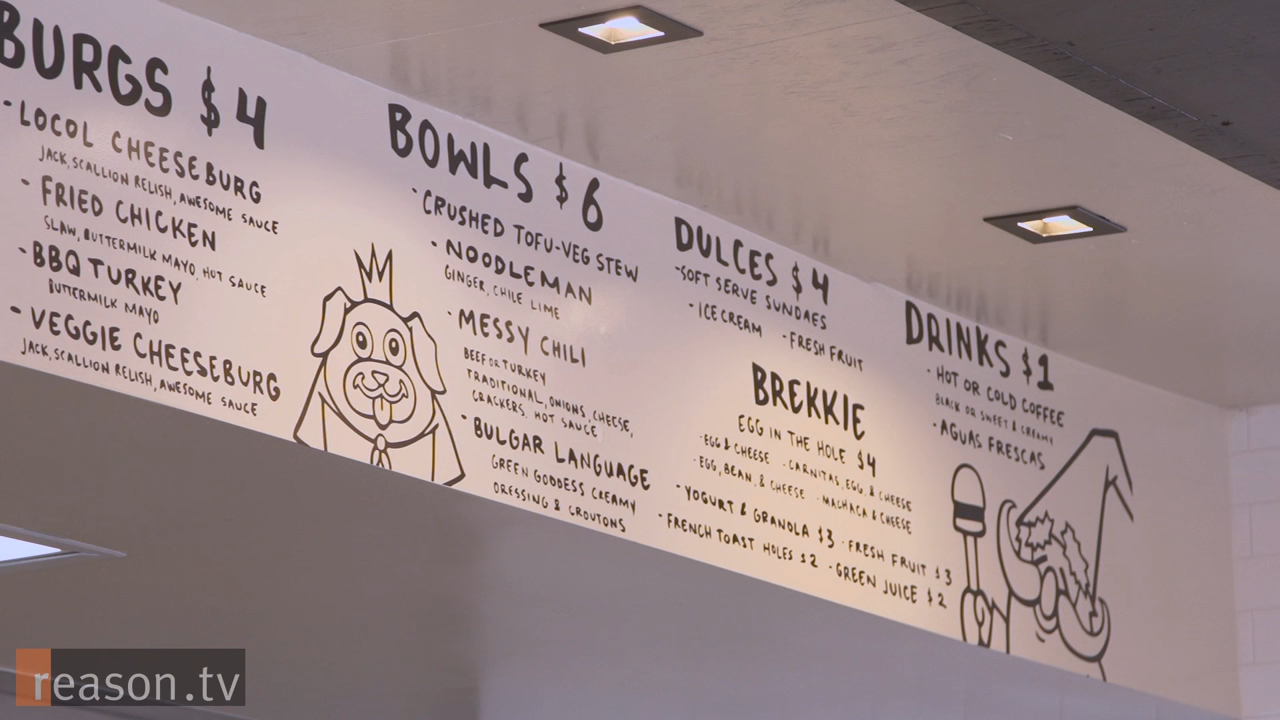 BURGS $4
- LOCOL CHEESEBURG
JACK, SCALLION RELISH, AWESOME SAUCE
- FRIED CHICKEN
SLAW, BUTTERMILK MAYO, HOT SAUCE
- BBQ TURKEY
BUTTERMILK MAYO
- VEGGIE CHEESEBURG
JACK, SCALLION RELISH, AWESOME SAUCE
BOWLS $6
- CRUSHED TOFU-VEG STEW
- NOODLEMAN
GINGER, CHILE LIME
- MESSY CHILI
BEEF OR TURKEY
TRADITIONAL, ONIONS, CHEESE,
CRACKERS, HOT SAUCE
- BULGAR LANGUAGE
GREEN GODDESS CREAMY
DRESSING & CROUTONS
DULCES $4
- SOFT SERVE SUNDAES
- ICE CREAM - FRESH FRUIT
BREKKIE
EGG IN THE HOLE $4
- EGG & CHEESE - CARNITAS, EGG, & CHEESE
- EGG, BEAN, & CHEESE - MACHACA & CHEESE
- YOGURT & GRANOLA $3 - FRESH FRUIT $3
- FRENCH TOAST HOLES $2 - GREEN JUICE $2
DRINKS $1
- HOT OR COLD COFFEE
BLACK OR SWEET & CREAMY
- AGUAS FRESCAS
reason.tv